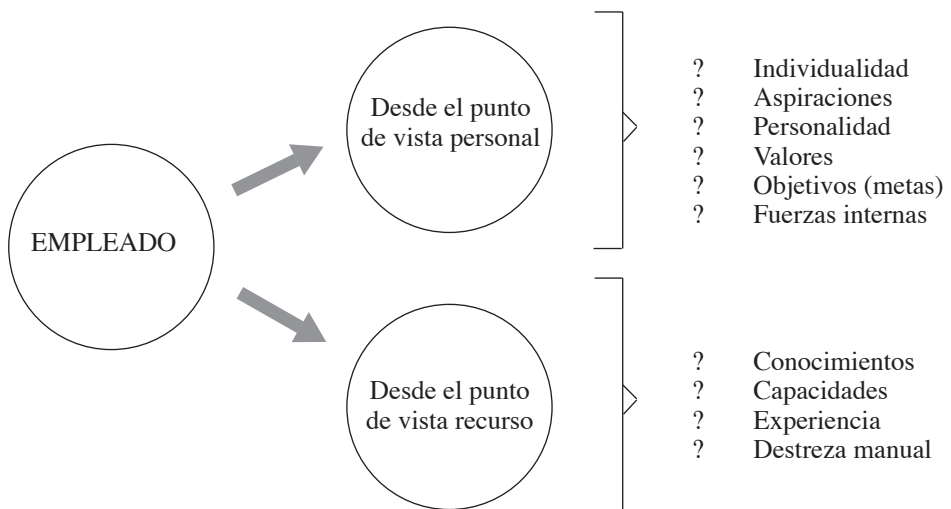 EMPLEADO
Desde el punto
de vista personal
? Individualidad
? Aspiraciones
? Personalidad
? Valores
? Objetivos (metas)
? Fuerzas internas
Desde el punto
de vista recurso
? Conocimientos
? Capacidades
? Experiencia
? Destreza manual